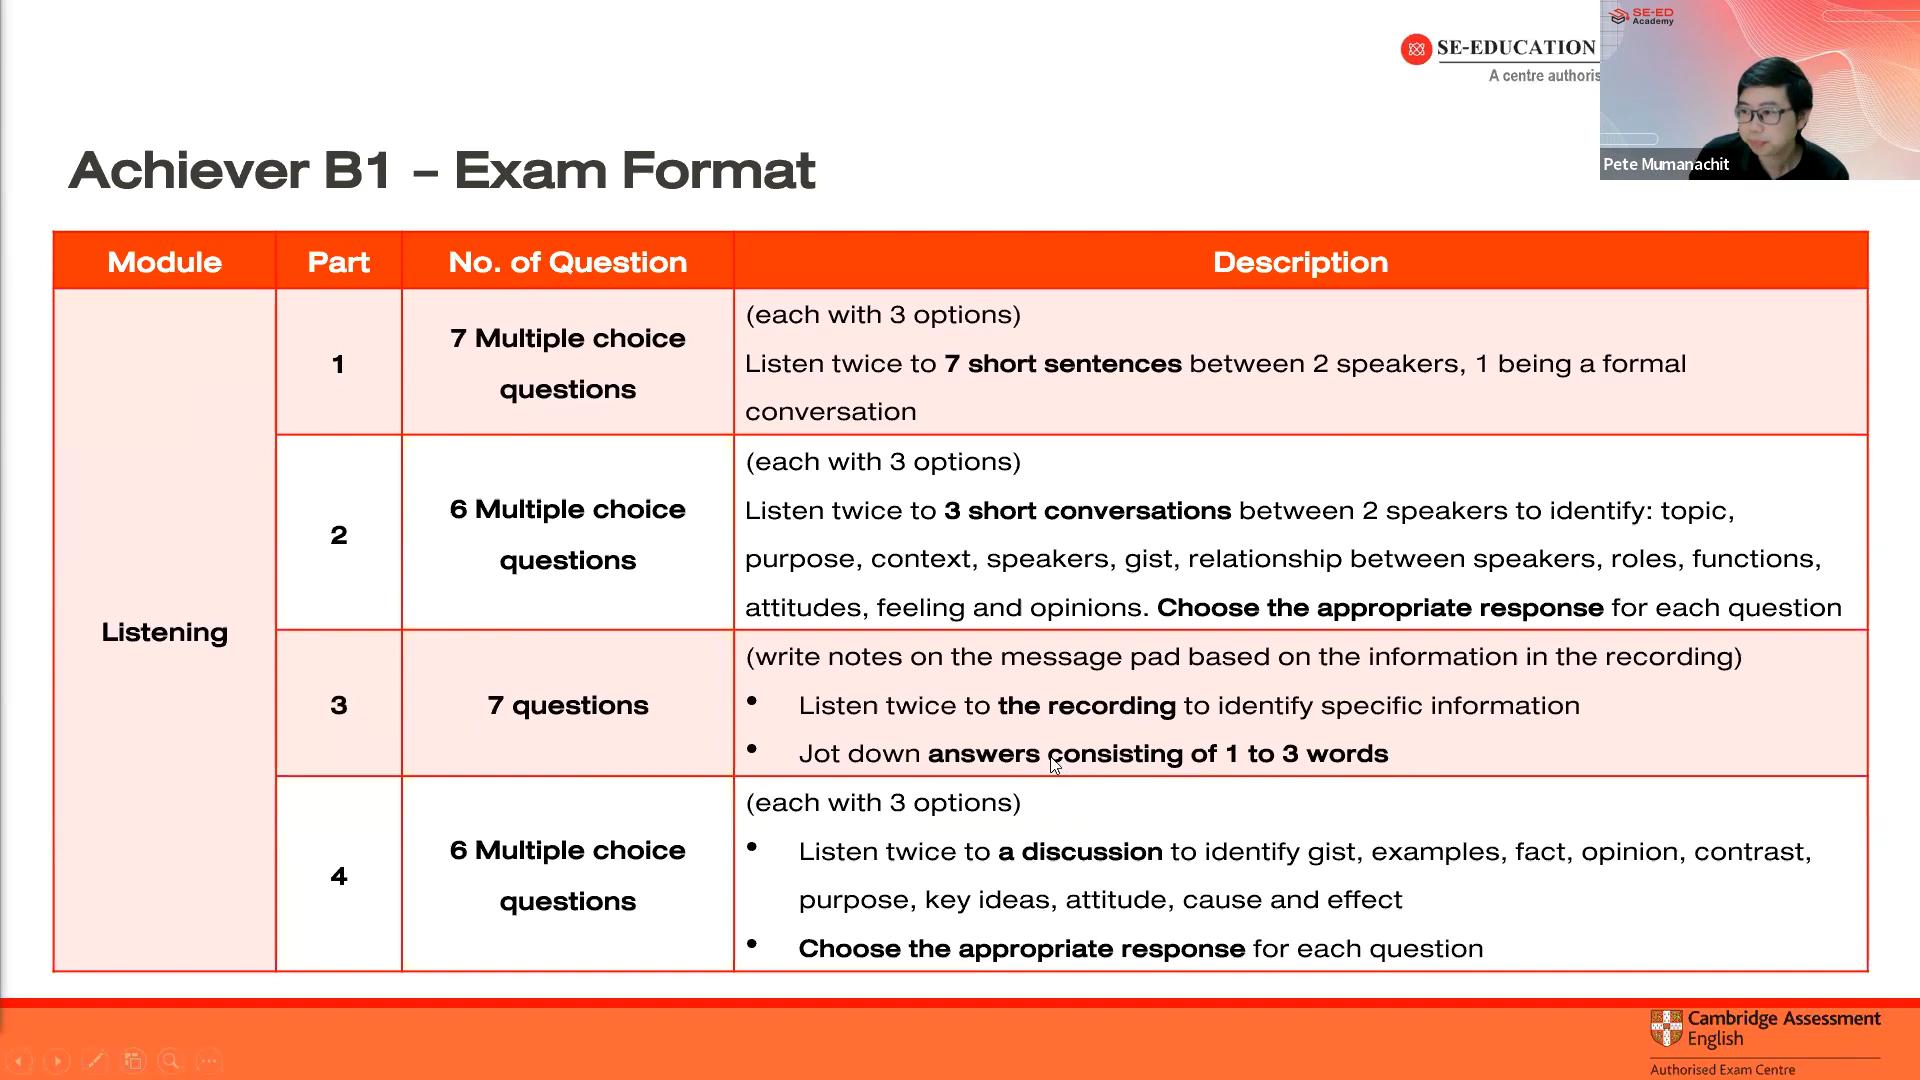 SE-EDUCATION
A centre authoris
SE-ED
Academy
Pete Mumanachit
Achiever B1 – Exam Format
Module Part No. of Question Description
Listening
1
7 Multiple choice
questions
(each with 3 options)
Listen twice to 7 short sentences between 2 speakers, 1 being a formal
conversation
2
6 Multiple choice
questions
(each with 3 options)
Listen twice to 3 short conversations between 2 speakers to identify: topic,
purpose, context, speakers, gist, relationship between speakers, roles, functions,
attitudes, feeling and opinions. Choose the appropriate response for each question
3
7 questions
(write notes on the message pad based on the information in the recording)
• Listen twice to the recording to identify specific information
• Jot down answers consisting of 1 to 3 words
4
6 Multiple choice
questions
(each with 3 options)
• Listen twice to a discussion to identify gist, examples, fact, opinion, contrast,
purpose, key ideas, attitude, cause and effect
• Choose the appropriate response for each question
Cambridge Assessment
English
Authorised Exam Centre